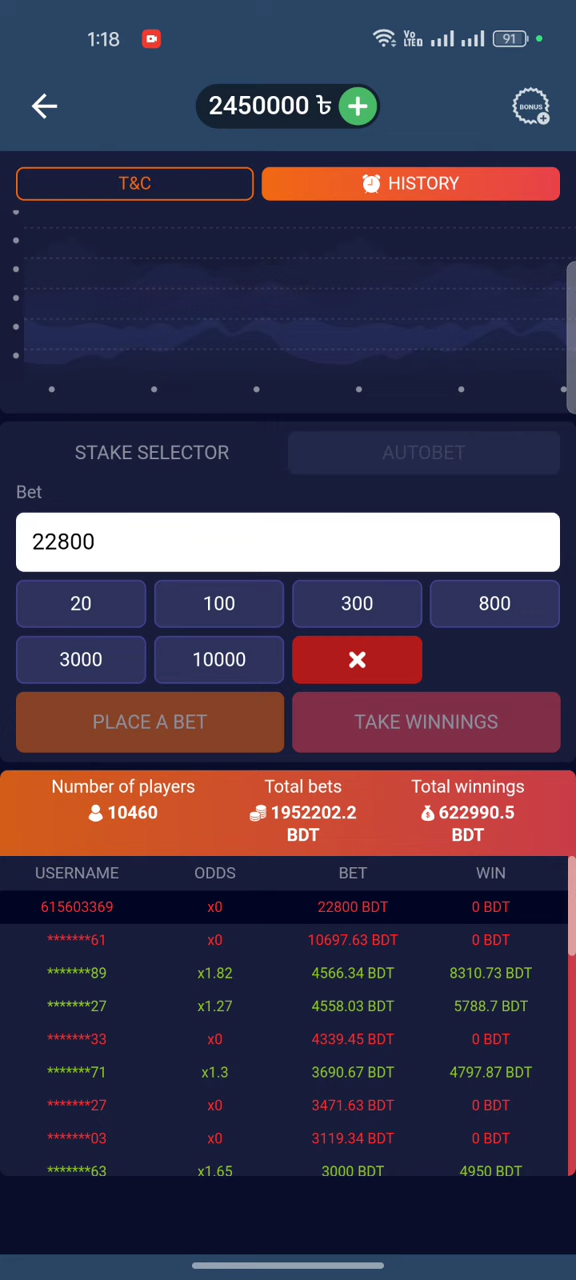 1:18
Vo
LTED
91
2450000 ৳
BONUS
T&C
HISTORY
STAKE SELECTOR
AUTOBET
Bet
22800
20
100
300
800
3000
10000
PLACE A BET
TAKE WINNINGS
Number of players
Total bets
Total winnings
10460
1952202.2
622990.5
BDT
BDT
USERNAME ODDS BET WIN
615603369 x0 22800 BDT 0 BDT
*******61 x0 10697.63 BDT 0 BDT
*******89 x1.82 4566.34 BDT 8310.73 BDT
*******27 x1.27 4558.03 BDT 5788.7 BDT
*******33 x0 4339.45 BDT 0 BDT
*******71 x1.3 3690.67 BDT 4797.87 BDT
*******27 x0 3471.63 BDT 0 BDT
*******03 x0 3119.34 BDT 0 BDT
*******63 x1.65 3000 BDT 4950 BDT